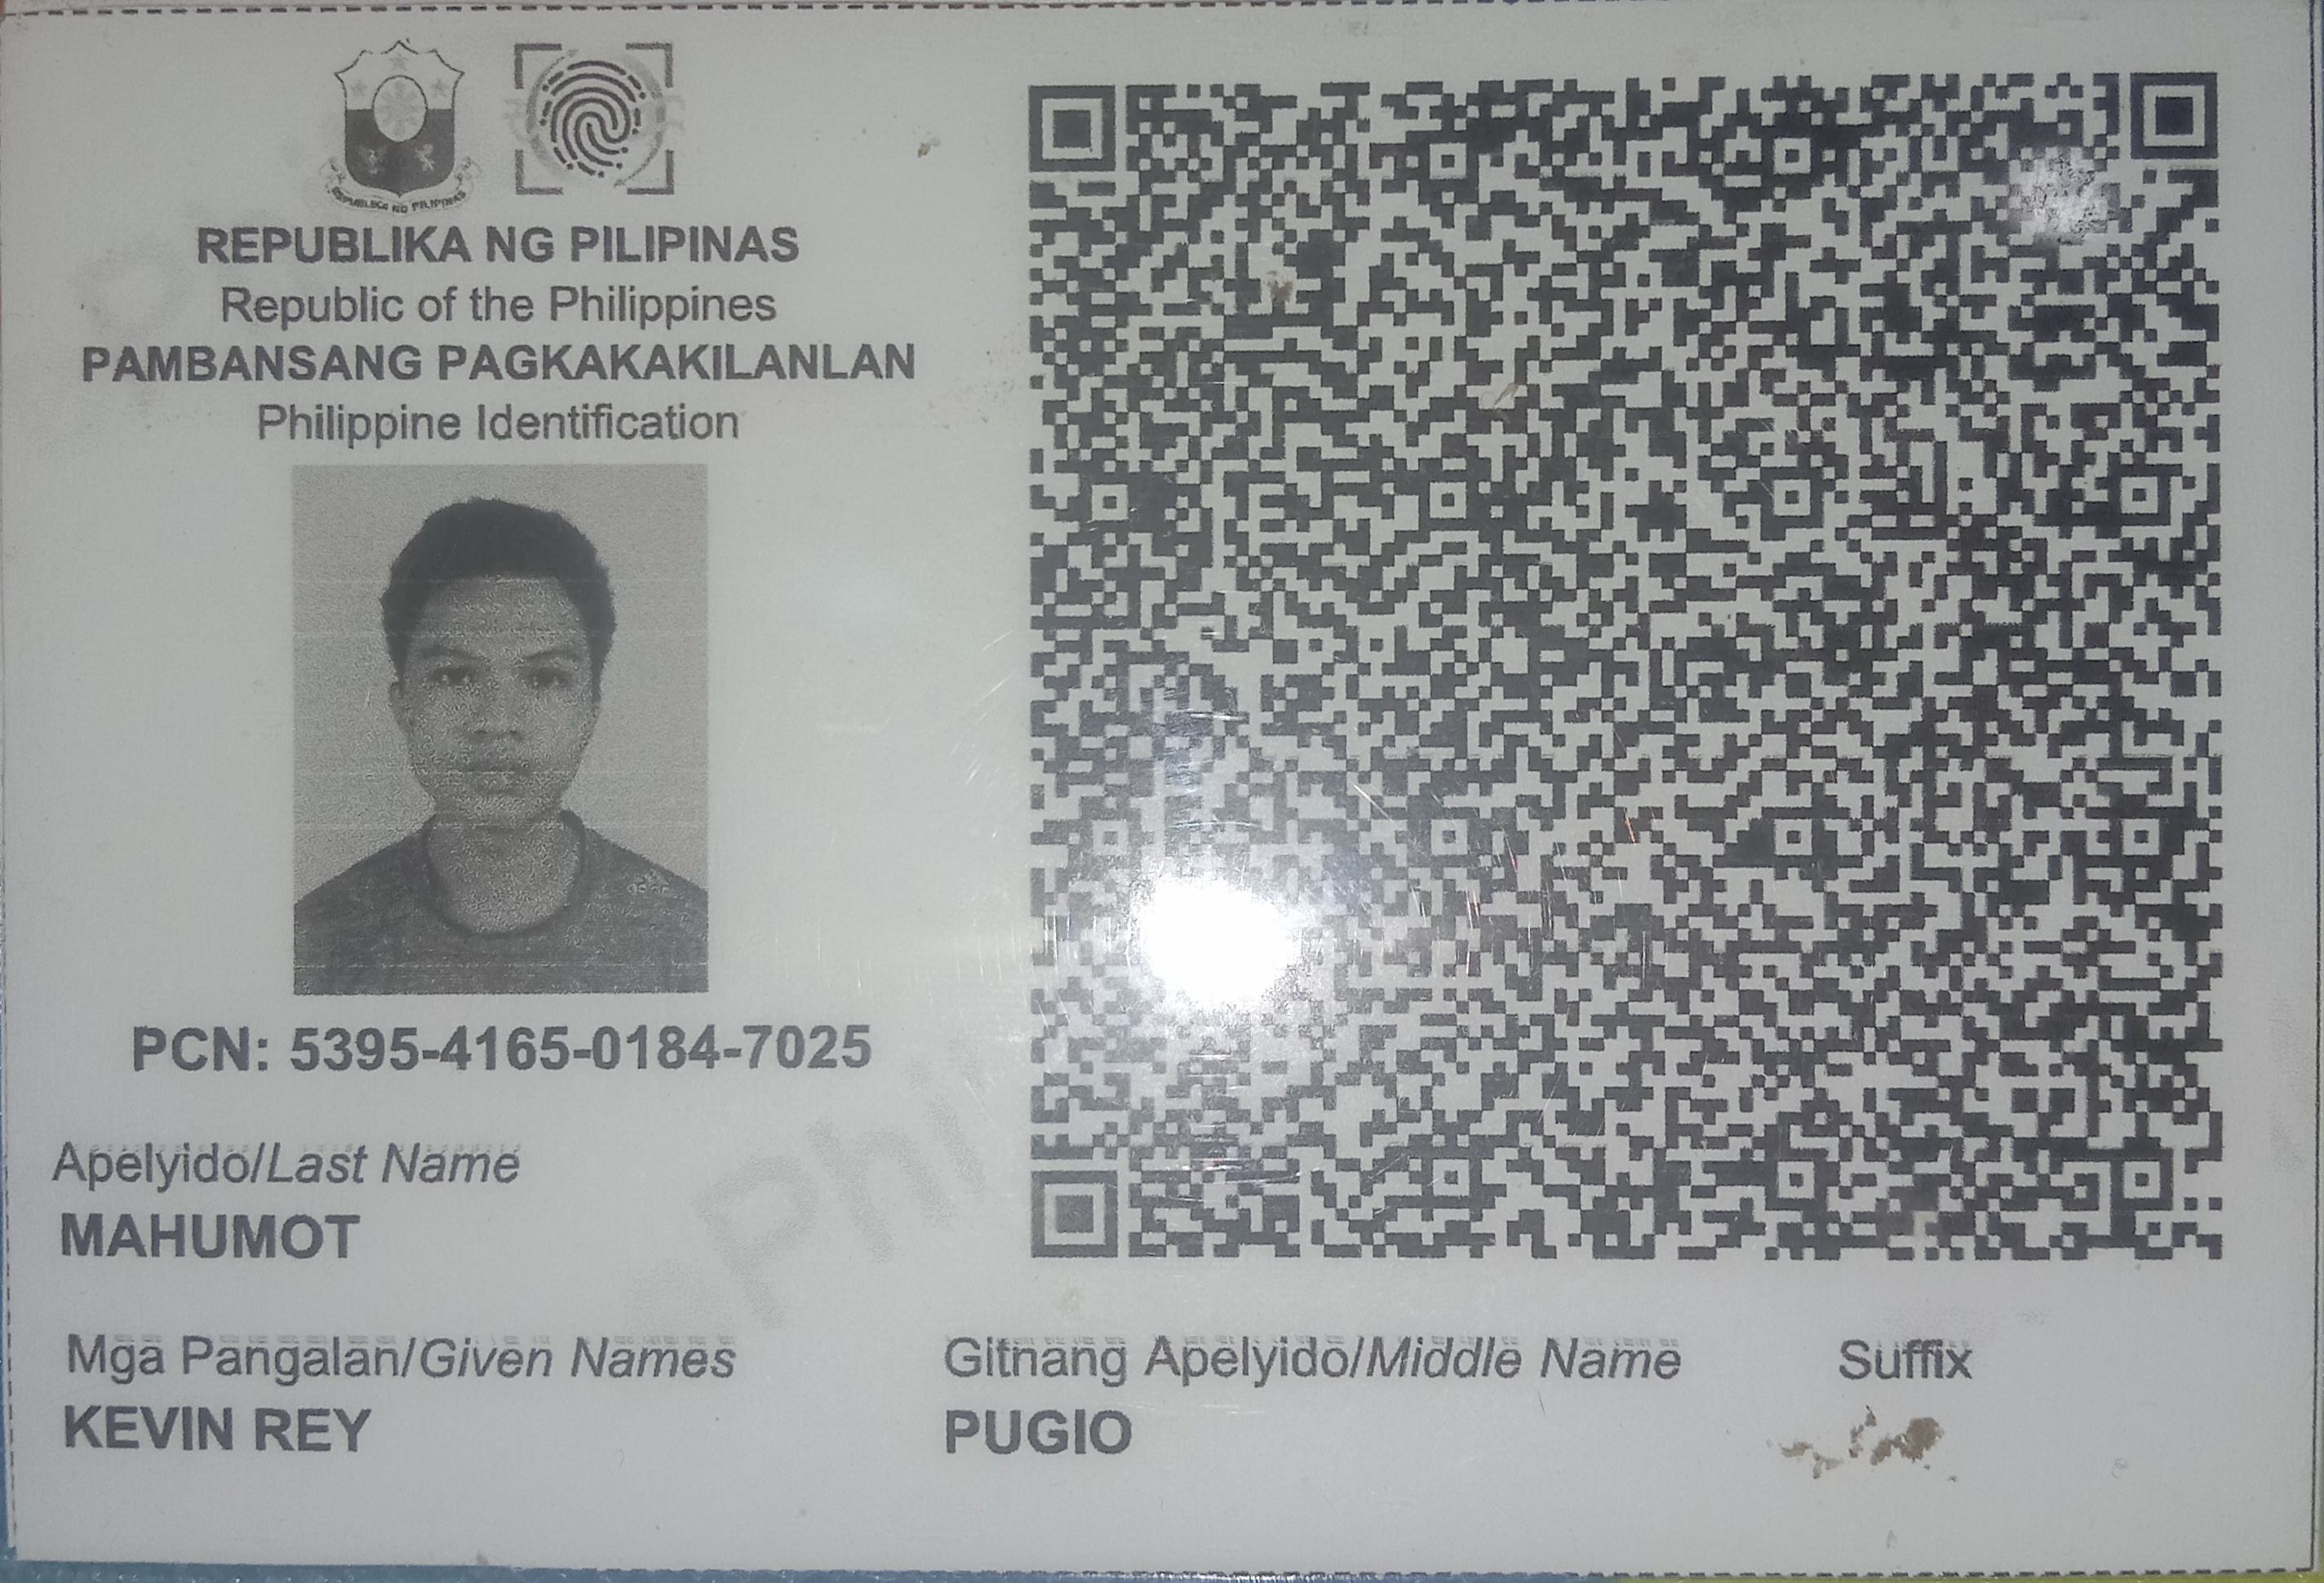 REPUBLIKA NG PILIPINAS
REPUBLIKA NG PILIPINAS
Republic of the Philippines
PAMBANSANG PAGKAKAKILANLAN
Philippine Identification
PCN: 5395-4165-0184-7025
Apelyido/Last Name
MAHUMOT
Phil
Mga Pangalan/Given Names
KEVIN REY
Gitnang Apelyido/Middle Name
PUGIO
Suffix